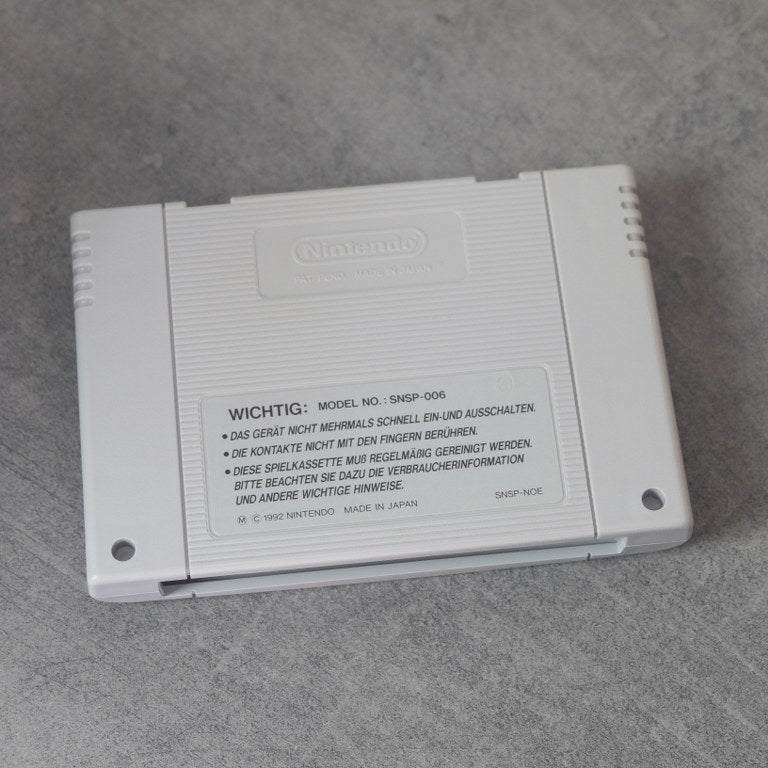 Nintendo
PAT. PEND. MADE IN JAPAN
WICHTIG: MODEL NO.: SNSP-006
• DAS GERÄT NICHT MEHRMALS SCHNELL EIN-UND AUSSCHALTEN.
• DIE KONTAKTE NICHT MIT DEN FINGERN BERÜHREN.
• DIESE SPIELKASSETTE MUß REGELMÄßIG GEREINIGT WERDEN.
BITTE BEACHTEN SIE DAZU DIE VERBRAUCHERINFORMATION
UND ANDERE WICHTIGE HINWEISE.
Ⓜ © 1992 NINTENDO MADE IN JAPAN SNSP-NOE